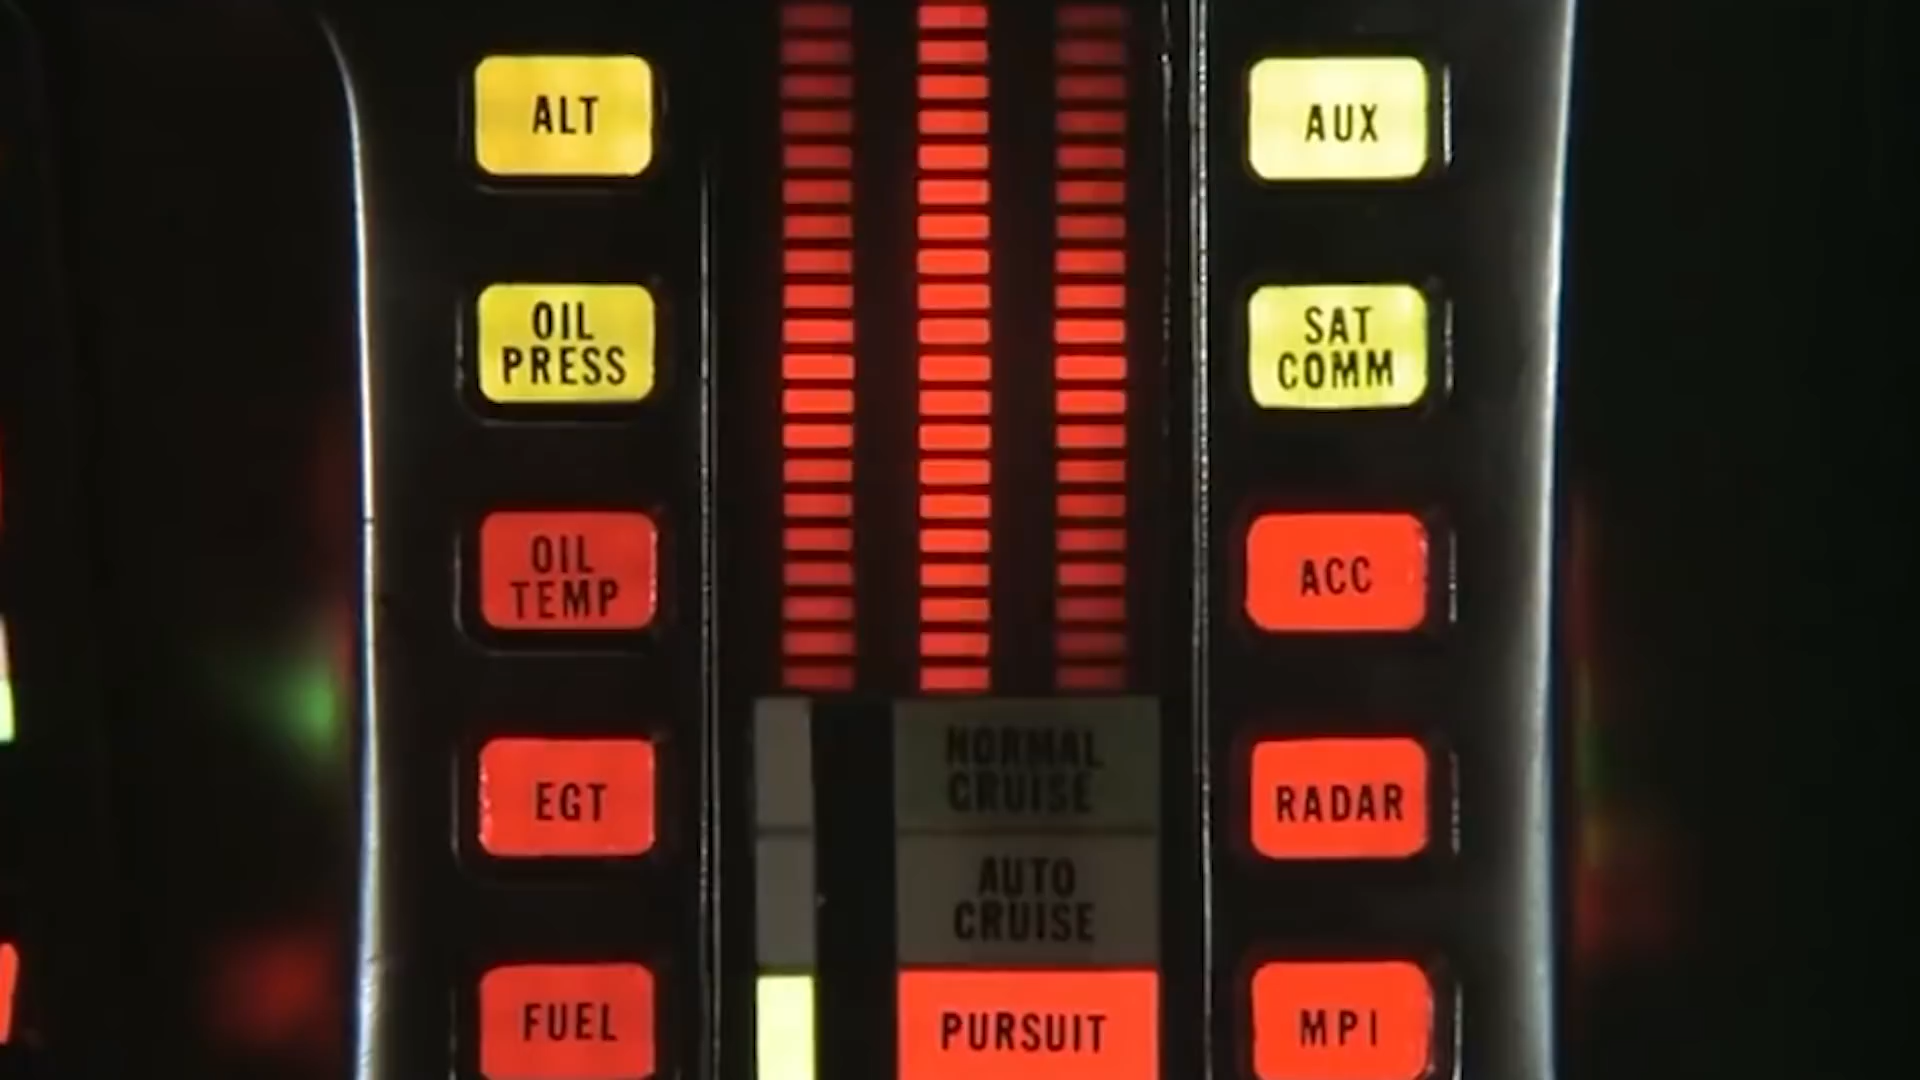 ALT
OIL
PRESS
OIL
TEMP
EGT
FUEL
NORMAL
CRUISE
AUTO
CRUISE
PURSUIT
AUX
SAT
COMM
ACC
RADAR
MPI